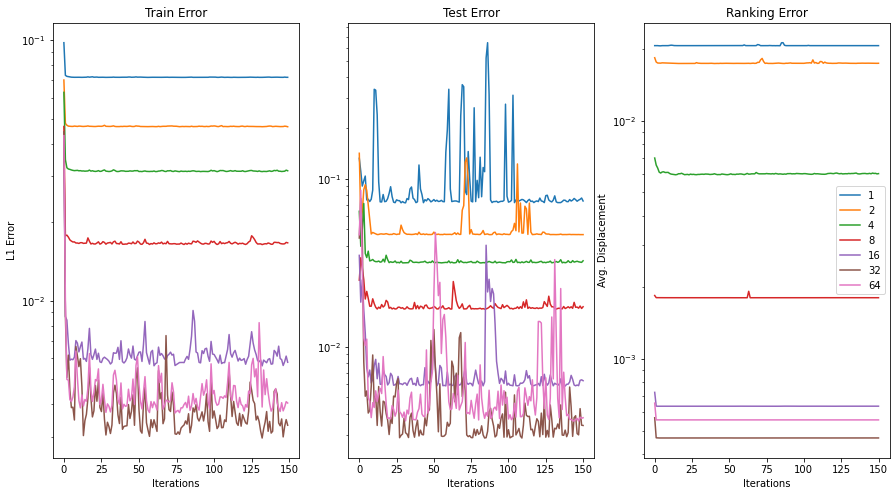 Train Error
Test Error
Ranking Error
L1 Error
10⁻¹
10⁻²
0 25 50 75 100 125 150
Iterations
10⁻¹
10⁻²
0 25 50 75 100 125 150
Iterations
Avg. Displacement
10⁻²
10⁻³
0 25 50 75 100 125 150
Iterations
1
2
4
8
16
32
64